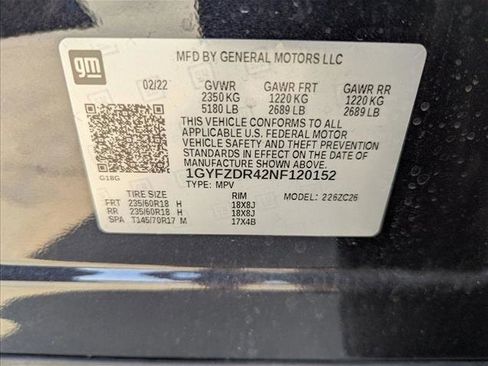 gm
MFD BY GENERAL MOTORS LLC
02/22 GVWR GAWR FRT GAWR RR
2350 KG 1220 KG 1220 KG
5180 LB 2689 LB 2689 LB
THIS VEHICLE CONFORMS TO ALL
APPLICABLE U.S. FEDERAL MOTOR
VEHICLE SAFETY AND THEFT PREVENTION
STANDARDS IN EFFECT ON THE DATE OF
MANUFACTURE SHOWN ABOVE.
G18G
1GYFZDR42NF120152
TYPE: MPV
TIRE SIZE RIM MODEL: 226ZC26
FRT 235/60R18 H 18X8J
RR 235/60R18 H 18X8J
SPA T145/70R17 M 17X4B